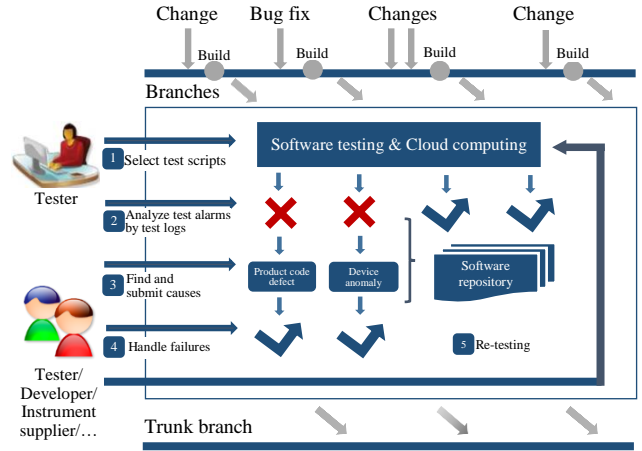 Change
Bug fix
Changes
Change
Build
Build
Build
Build
Branches
Software testing & Cloud computing
1
Select test scripts
Tester
2
Analyze test alarms
by test logs
3
Find and
submit causes
Product code
defect
Device
anomaly
Software
repository
4
Handle failures
5
Re-testing
Tester/
Developer/
Instrument
supplier/…
Trunk branch